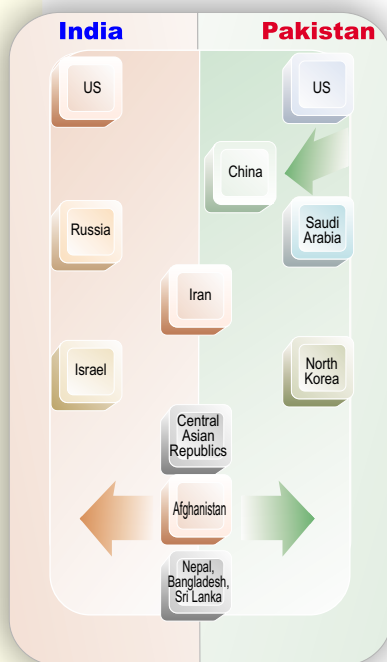 India
Pakistan
US
US
China
Russia
Saudi
Arabia
Iran
Israel
North
Korea
Central
Asian
Republics
Afghanistan
Nepal,
Bangladesh,
Sri Lanka